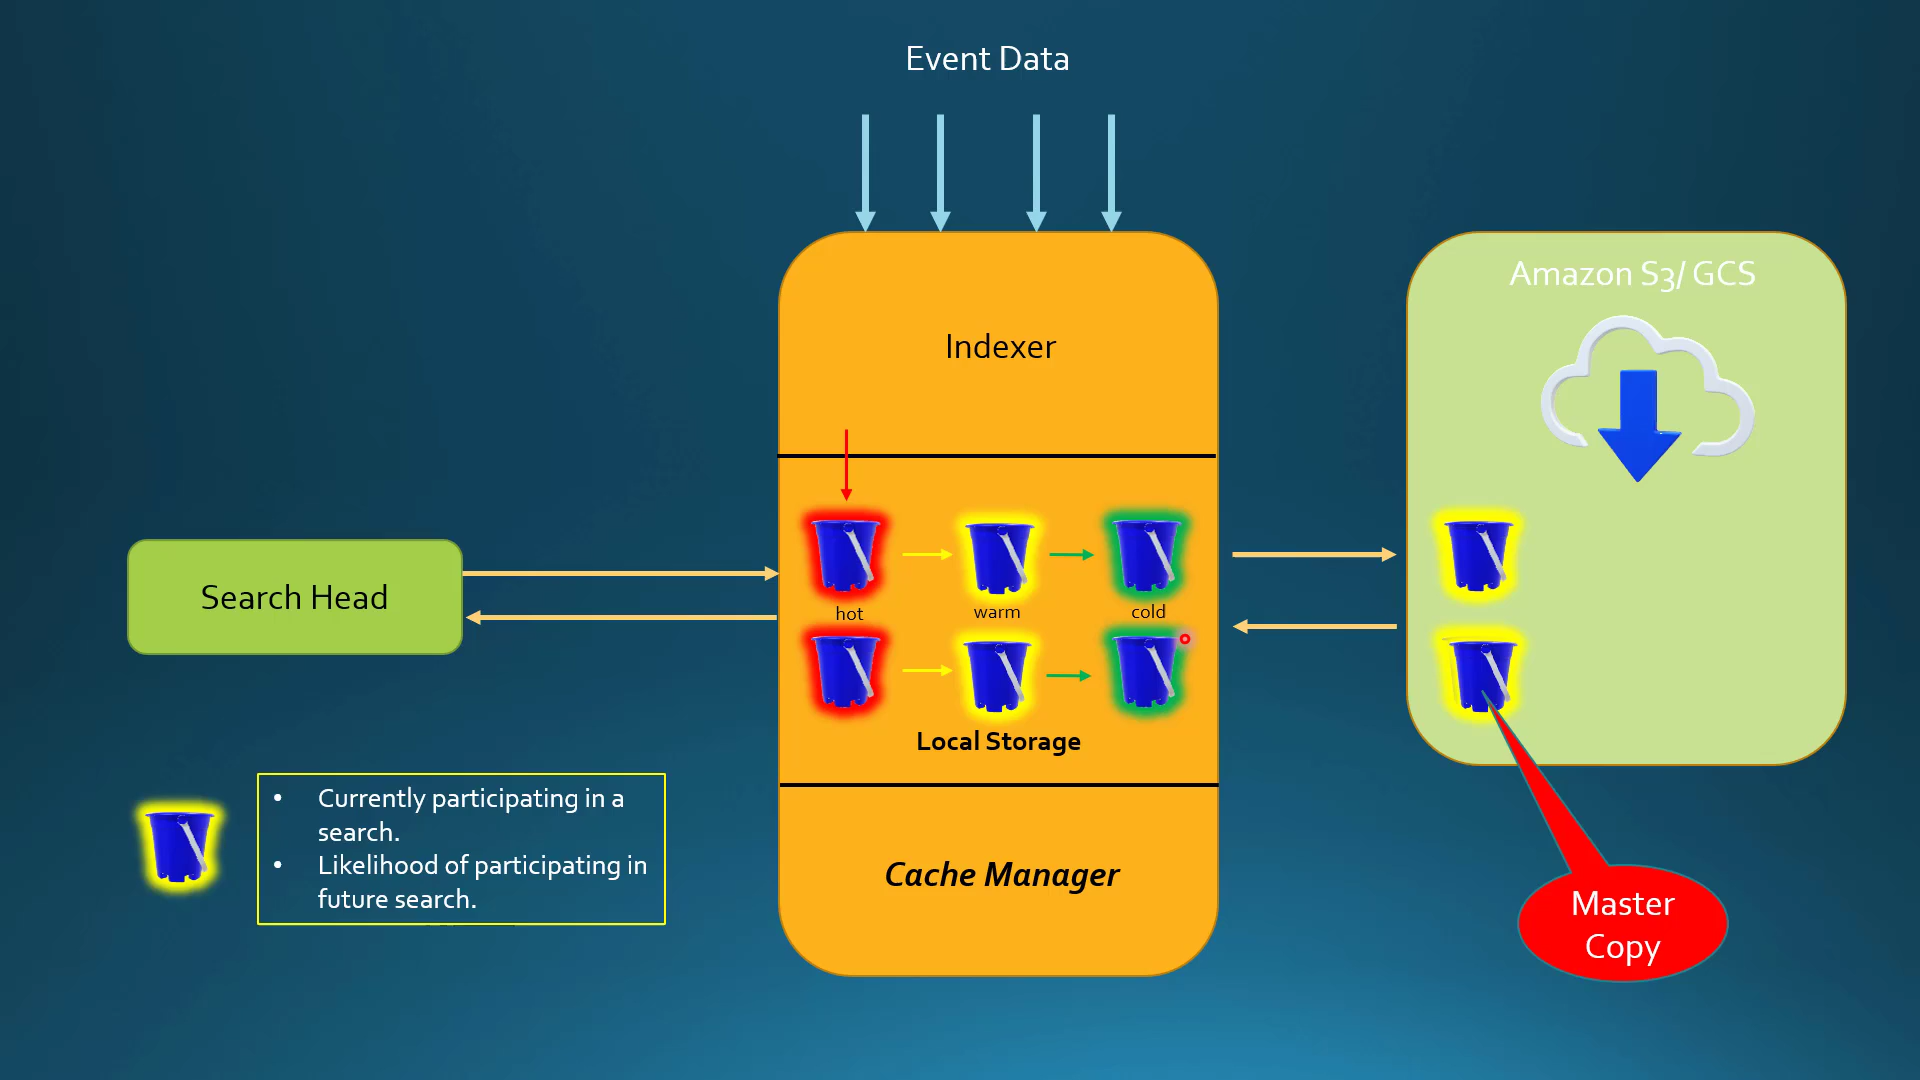 Event Data
Amazon S3/ GCS
Indexer
Search Head
hot
warm
cold
Local Storage
• Currently participating in a
search.
• Likelihood of participating in
future search.
Cache Manager
Master
Copy